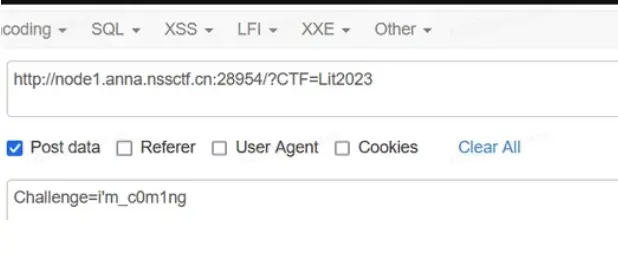 coding SQL XSS LFI XXE Other
http://node1.anna.nssctf.cn:28954/?CTF=Lit2023
Post data Referer User Agent Cookies Clear All
Challenge=i'm_c0m1ng